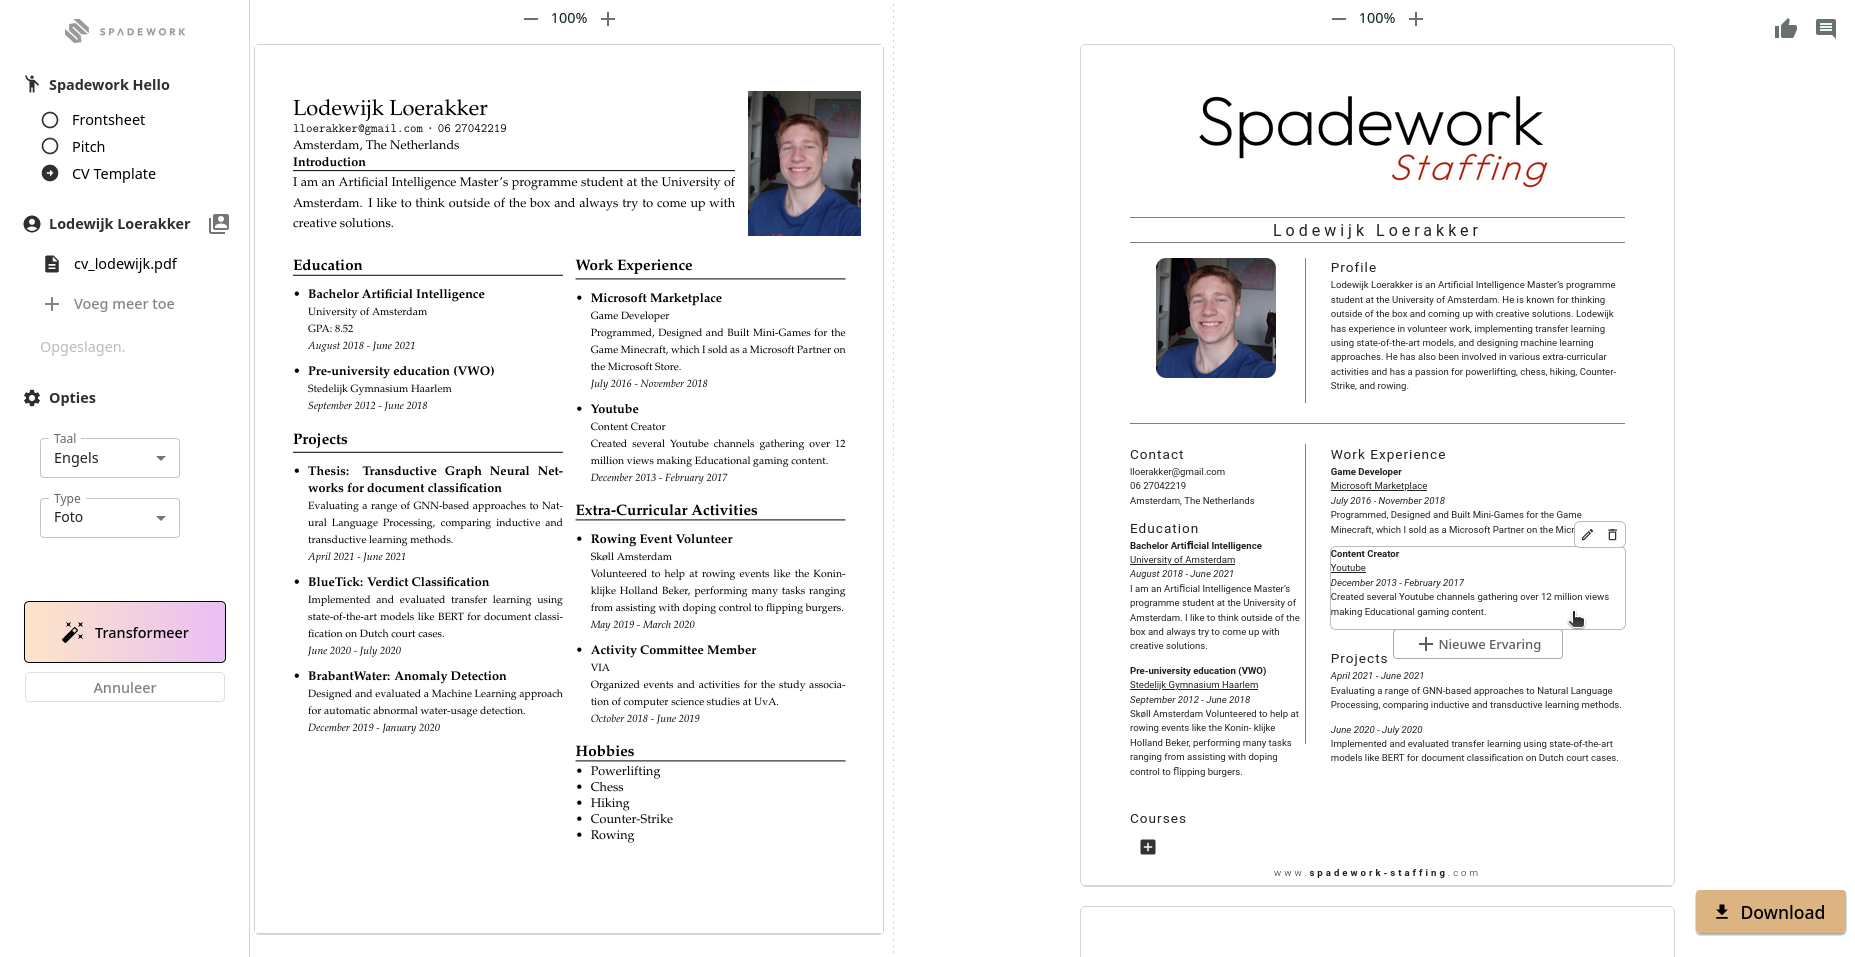 SPADEWORK
Spadework Hello
Frontsheet
Pitch
CV Template
Lodewijk Loerakker
cv_lodewijk.pdf
Voeg meer toe
Opgeslagen.
Opties
Taal
Engels
Type
Foto
Transformeer
Annuleer
100%
Lodewijk Loerakker
lloerakker@gmail.com · 06 27042219
Amsterdam, The Netherlands
Introduction
I am an Artificial Intelligence Master's programme student at the University of
Amsterdam. I like to think outside of the box and always try to come up with
creative solutions.
Education
• Bachelor Artificial Intelligence
University of Amsterdam
GPA: 8.52
August 2018 - June 2021
• Pre-university education (VWO)
Stedelijk Gymnasium Haarlem
September 2012 - June 2018
Projects
• Thesis: Transductive Graph Neural Net-
works for document classification
Evaluating a range of GNN-based approaches to Nat-
ural Language Processing, comparing inductive and
transductive learning methods.
April 2021 - June 2021
• BlueTick: Verdict Classification
Implemented and evaluated transfer learning using
state-of-the-art models like BERT for document classi-
fication on Dutch court cases.
June 2020 - July 2020
• BrabantWater: Anomaly Detection
Designed and evaluated a Machine Learning approach
for automatic abnormal water-usage detection.
December 2019 - January 2020
Work Experience
• Microsoft Marketplace
Game Developer
Programmed, Designed and Built Mini-Games for the
Game Minecraft, which I sold as a Microsoft Partner on
the Microsoft Store.
July 2016 - November 2018
• Youtube
Content Creator
Created several Youtube channels gathering over 12
million views making Educational gaming content.
December 2013 - February 2017
Extra-Curricular Activities
• Rowing Event Volunteer
Skøll Amsterdam
Volunteered to help at rowing events like the Konin-
klijke Holland Beker, performing many tasks ranging
from assisting with doping control to flipping burgers.
May 2019 - March 2020
• Activity Committee Member
VIA
Organized events and activities for the study associa-
tion of computer science studies at UvA.
October 2018 - June 2019
Hobbies
• Powerlifting
• Chess
• Hiking
• Counter-Strike
• Rowing
100%
Spadework
Staffing
Lodewijk Loerakker
Profile
Lodewijk Loerakker is an Artificial Intelligence Master's programme
student at the University of Amsterdam. He is known for thinking
outside of the box and coming up with creative solutions. Lodewijk
has experience in volunteer work, implementing transfer learning
using state-of-the-art models, and designing machine learning
approaches. He has also been involved in various extra-curricular
activities and has a passion for powerlifting, chess, hiking, Counter-
Strike, and rowing.
Contact
lloerakker@gmail.com
06 27042219
Amsterdam, The Netherlands
Education
Bachelor Artificial Intelligence
University of Amsterdam
August 2018 - June 2021
I am an Artificial Intelligence Master's
programme student at the University of
Amsterdam. I like to think outside of the
box and always try to come up with
creative solutions.
Pre-university education (VWO)
Stedelijk Gymnasium Haarlem
September 2012 - June 2018
Skøll Amsterdam Volunteered to help at
rowing events like the Konin- klijke
Holland Beker, performing many tasks
ranging from assisting with doping
control to flipping burgers.
Courses
Work Experience
Game Developer
Microsoft Marketplace
July 2016 - November 2018
Programmed, Designed and Built Mini-Games for the Game
Minecraft, which I sold as a Microsoft Partner on the Micr
Content Creator
Youtube
December 2013 - February 2017
Created several Youtube channels gathering over 12 million views
making Educational gaming content.
Nieuwe Ervaring
Projects
April 2021 - June 2021
Evaluating a range of GNN-based approaches to Natural Language
Processing, comparing inductive and transductive learning methods.
June 2020 - July 2020
Implemented and evaluated transfer learning using state-of-the-art
models like BERT for document classification on Dutch court cases.
www.spadework-staffing.com
Download